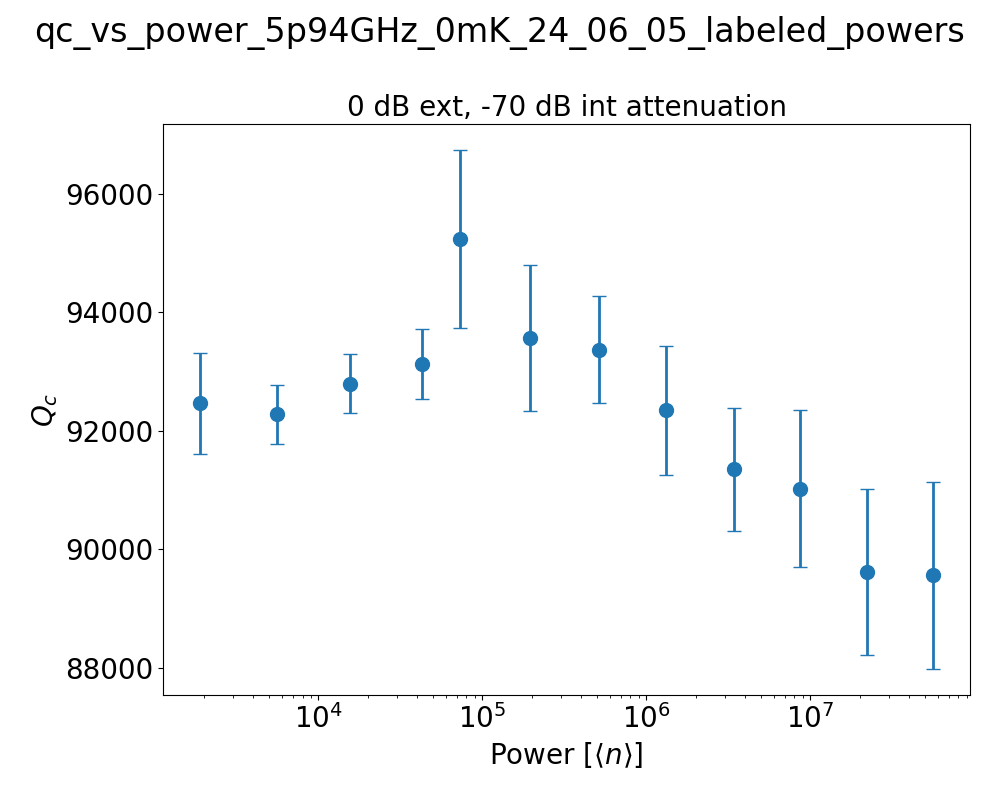 qc_vs_power_5p94GHz_0mK_24_06_05_labeled_powers
0 dB ext, -70 dB int attenuation
96000
94000
92000
90000
88000
$Q_c$
$10^4$ $10^5$ $10^6$ $10^7$
Power [⟨n⟩]